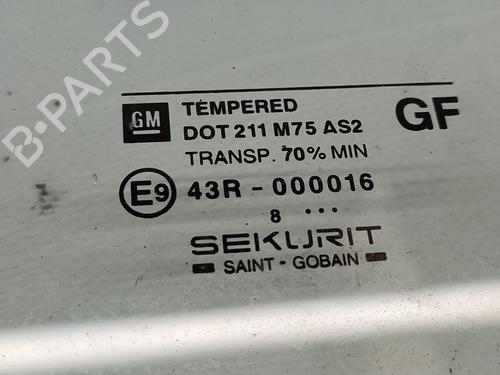 B-PARTS
GM
TEMPERED
DOT 211 M75 AS2
GF
TRANSP. 70% MIN
E9
43R - 000016
8 ...
SEKURIT
SAINT - GOBAIN